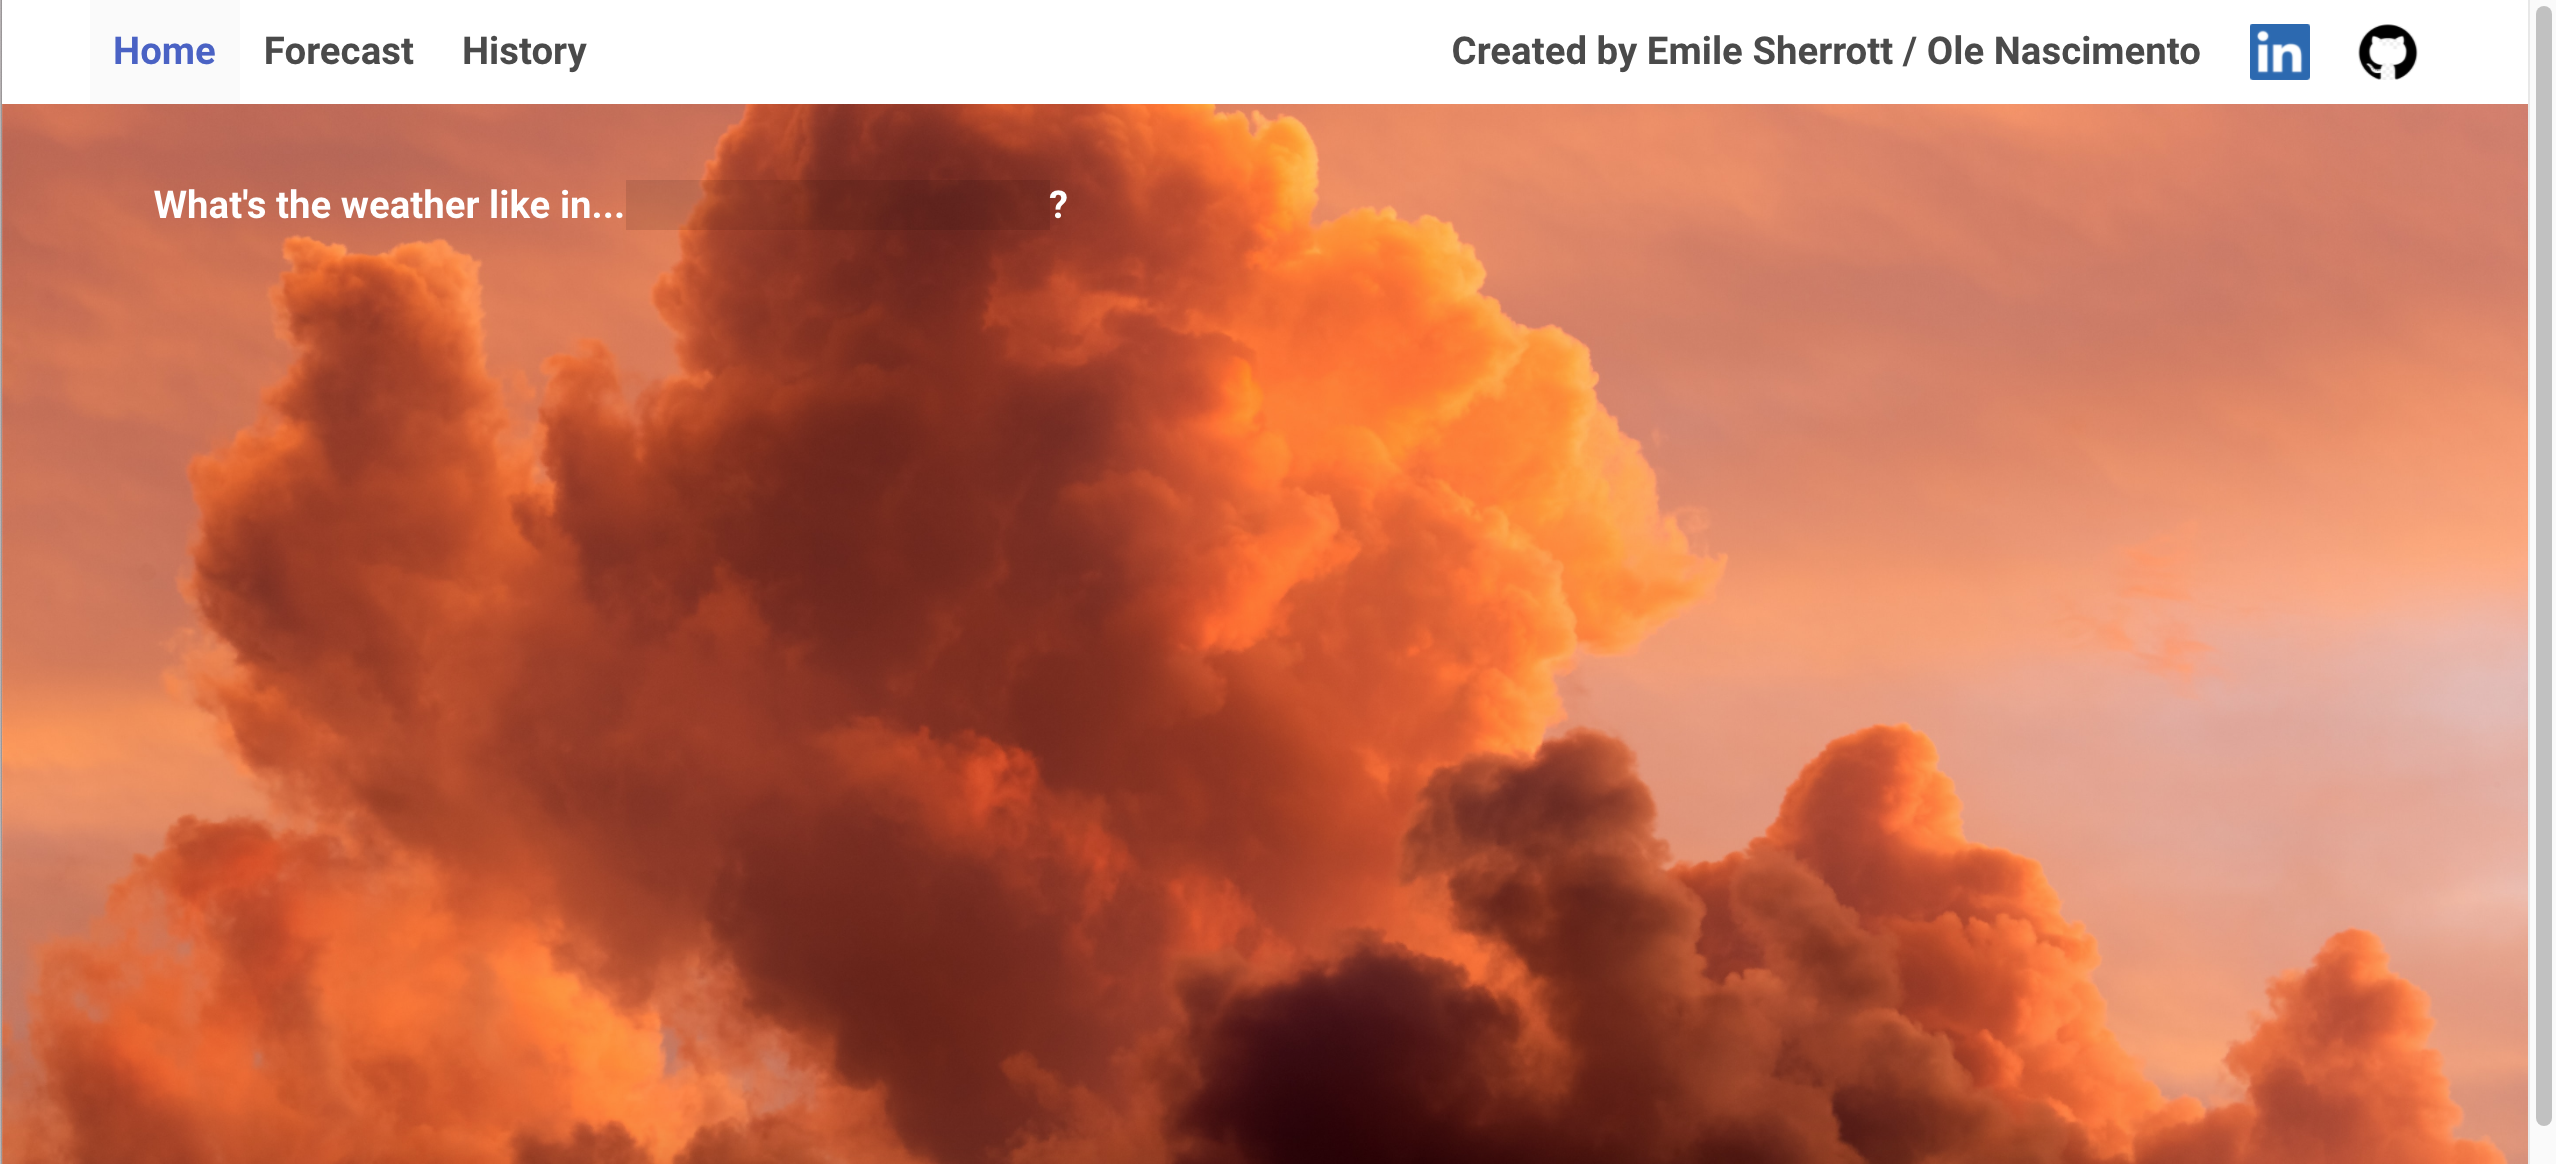 Home Forecast History Created by Emile Sherrott / Ole Nascimento in
What's the weather like in... ?